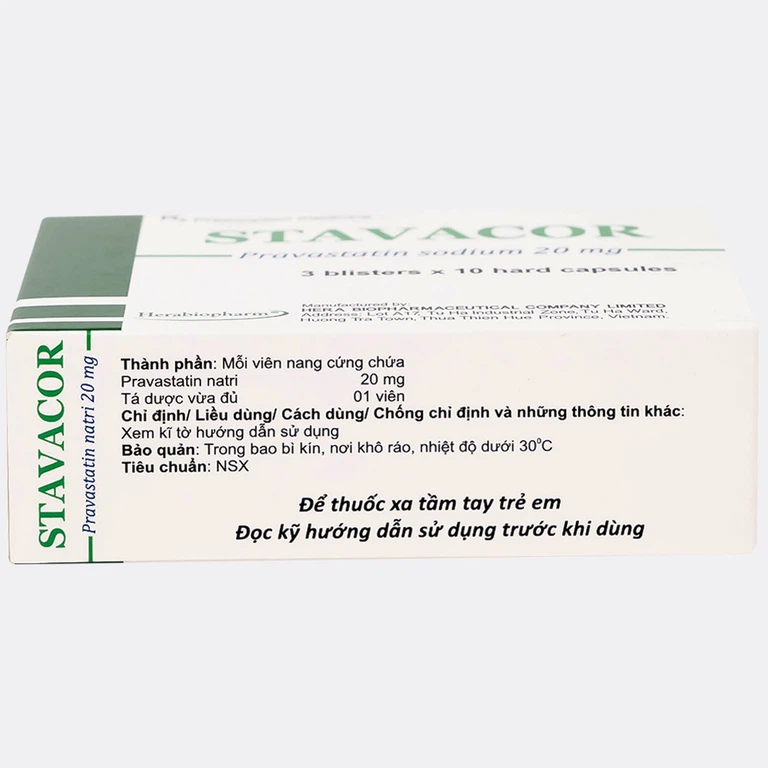 STAVACOR
Pravastatin sodium 20 mg
3 blisters x 10 hard capsules
Herabiopharm®
Manufactured by:
HERA BIOPHARMACEUTICAL COMPANY LIMITED
Address: Lot A17, Tu Ha Industrial Zone, Tu Ha Ward,
Huong Tra Town, Thua Thien Hue Province, Vietnam.
STAVACOR
Pravastatin natri 20 mg
Thành phần: Mỗi viên nang cứng chứa
Pravastatin natri 20 mg
Tá dược vừa đủ 01 viên
Chỉ định/ Liều dùng/ Cách dùng/ Chống chỉ định và những thông tin khác:
Xem kĩ tờ hướng dẫn sử dụng
Bảo quản: Trong bao bì kín, nơi khô ráo, nhiệt độ dưới 30⁰C
Tiêu chuẩn: NSX
Để thuốc xa tầm tay trẻ em
Đọc kỹ hướng dẫn sử dụng trước khi dùng